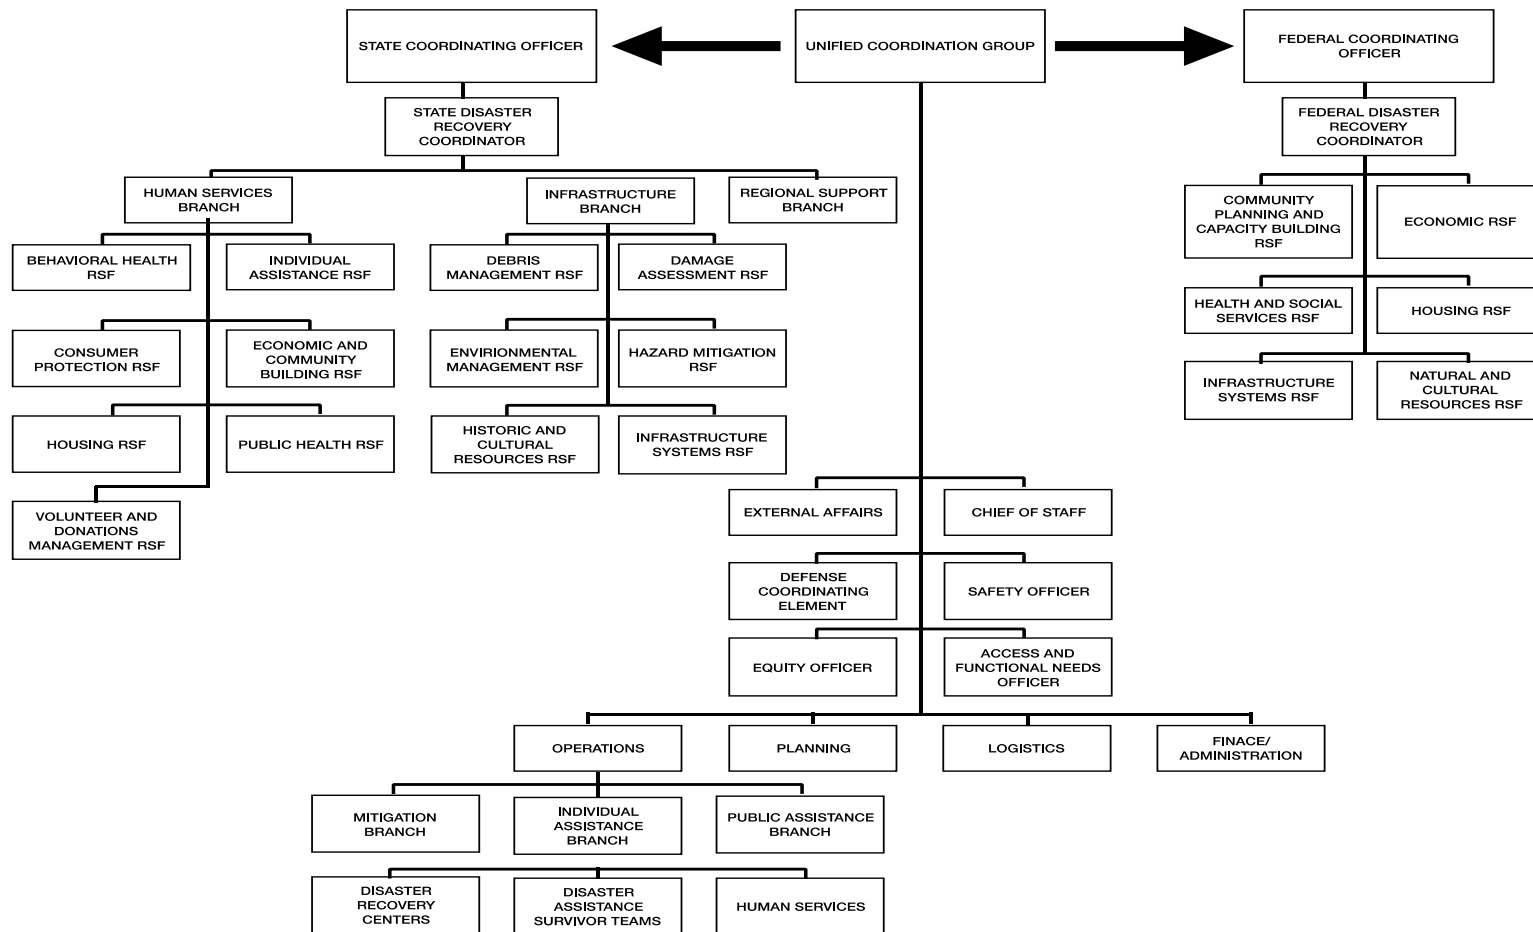 STATE COORDINATING OFFICER
UNIFIED COORDINATION GROUP
FEDERAL COORDINATING
OFFICER
STATE DISASTER
RECOVERY
COORDINATOR
FEDERAL DISASTER
RECOVERY
COORDINATOR
HUMAN SERVICES
BRANCH
INFRASTRUCTURE
BRANCH
REGIONAL SUPPORT
BRANCH
COMMUNITY
PLANNING AND
CAPACITY BUILDING
RSF
ECONOMIC RSF
BEHAVIORAL HEALTH
RSF
INDIVIDUAL
ASSISTANCE RSF
DEBRIS
MANAGEMENT RSF
DAMAGE
ASSESSMENT RSF
HEALTH AND SOCIAL
SERVICES RSF
HOUSING RSF
CONSUMER
PROTECTION RSF
ECONOMIC AND
COMMUNITY
BUILDING RSF
ENVIRIONMENTAL
MANAGEMENT RSF
HAZARD MITIGATION
RSF
INFRASTRUCTURE
SYSTEMS RSF
NATURAL AND
CULTURAL
RESOURCES RSF
HOUSING RSF
PUBLIC HEALTH RSF
HISTORIC AND
CULTURAL
RESOURCES RSF
INFRASTRUCTURE
SYSTEMS RSF
VOLUNTEER AND
DONATIONS
MANAGEMENT RSF
EXTERNAL AFFAIRS
CHIEF OF STAFF
DEFENSE
COORDINATING
ELEMENT
SAFETY OFFICER
EQUITY OFFICER
ACCESS AND
FUNCTIONAL NEEDS
OFFICER
OPERATIONS
PLANNING
LOGISTICS
FINACE/
ADMINISTRATION
MITIGATION
BRANCH
INDIVIDUAL
ASSISTANCE
BRANCH
PUBLIC ASSISTANCE
BRANCH
DISASTER
RECOVERY
CENTERS
DISASTER
ASSISTANCE
SURVIVOR TEAMS
HUMAN SERVICES